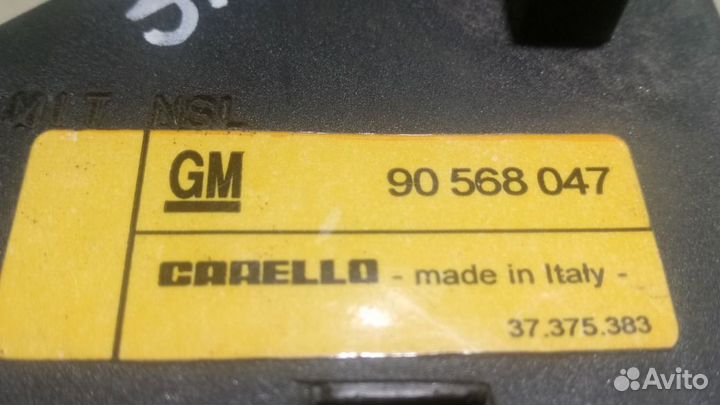 MIT NSL
GM 90 568 047
CARELLO - made in Italy -
37.375.383
Avito